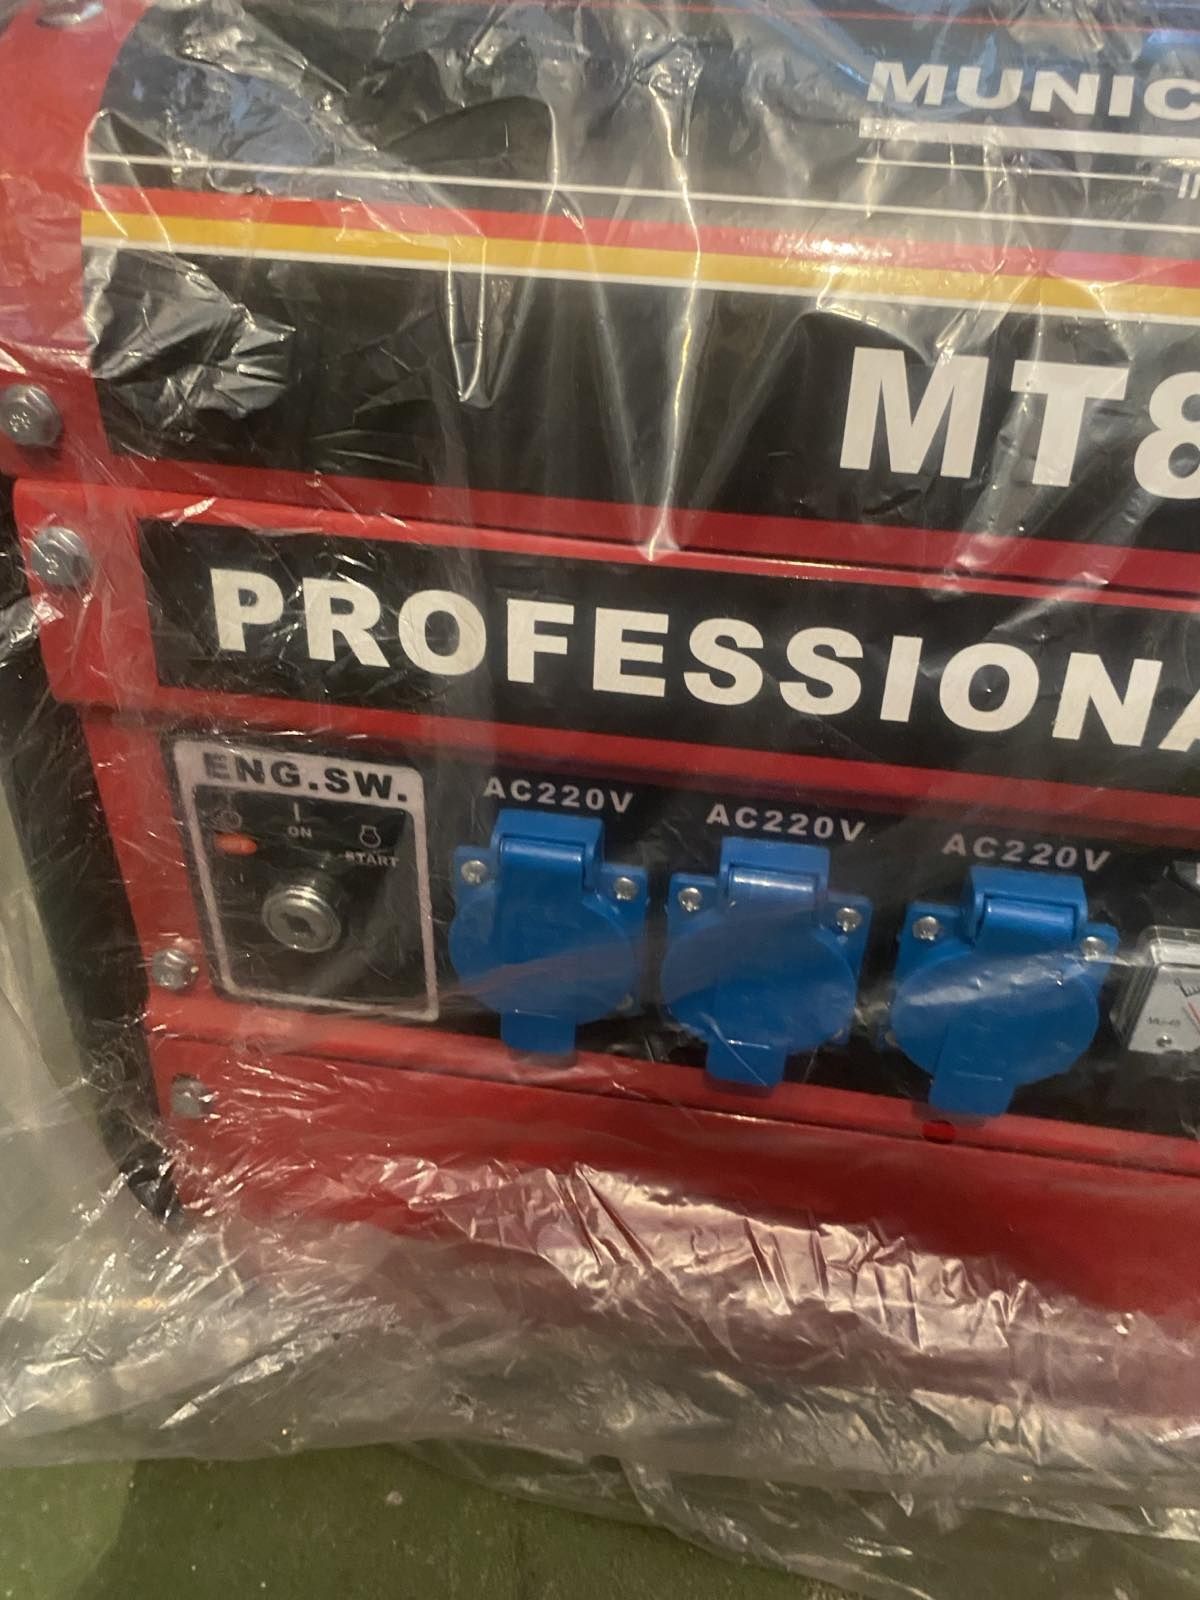 MUNIC
MT8
PROFESSIONA
ENG.SW.
ON
START
AC220V
AC220V
AC220V